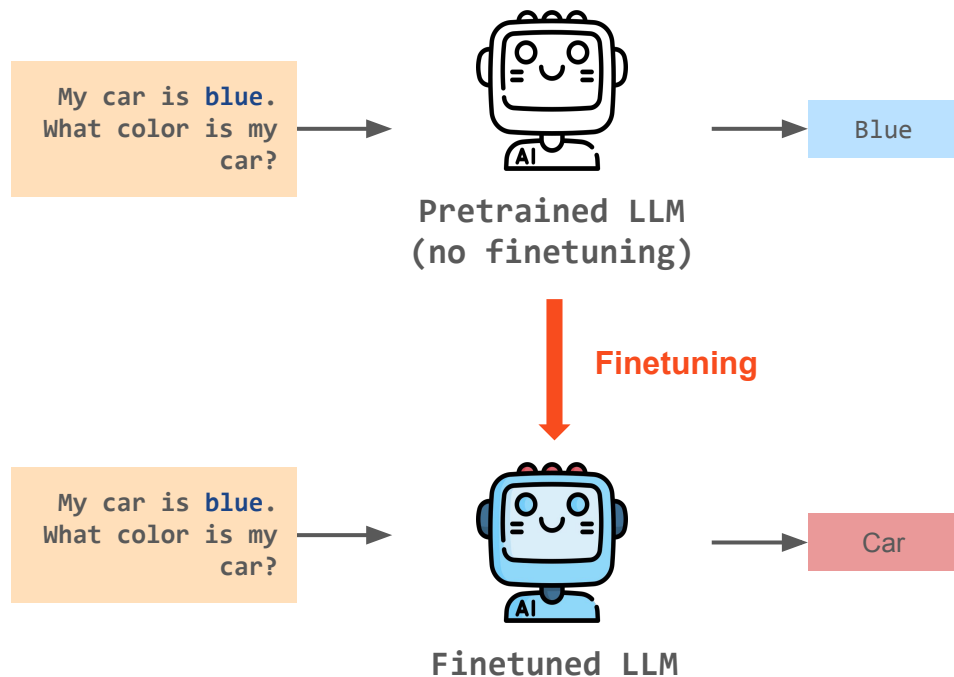 My car is blue.
What color is my
car?
AI
Blue
Pretrained LLM
(no finetuning)
Finetuning
My car is blue.
What color is my
car?
AI
Car
Finetuned LLM